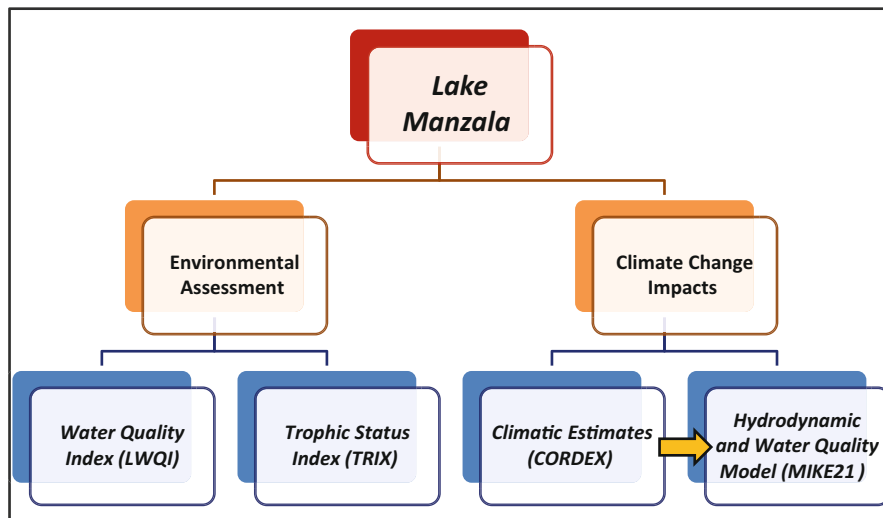 Lake
Manzala
Environmental
Assessment
Climate Change
Impacts
Water Quality
Index (LWQI)
Trophic Status
Index (TRIX)
Climatic Estimates
(CORDEX)
Hydrodynamic
and Water Quality
Model (MIKE21)